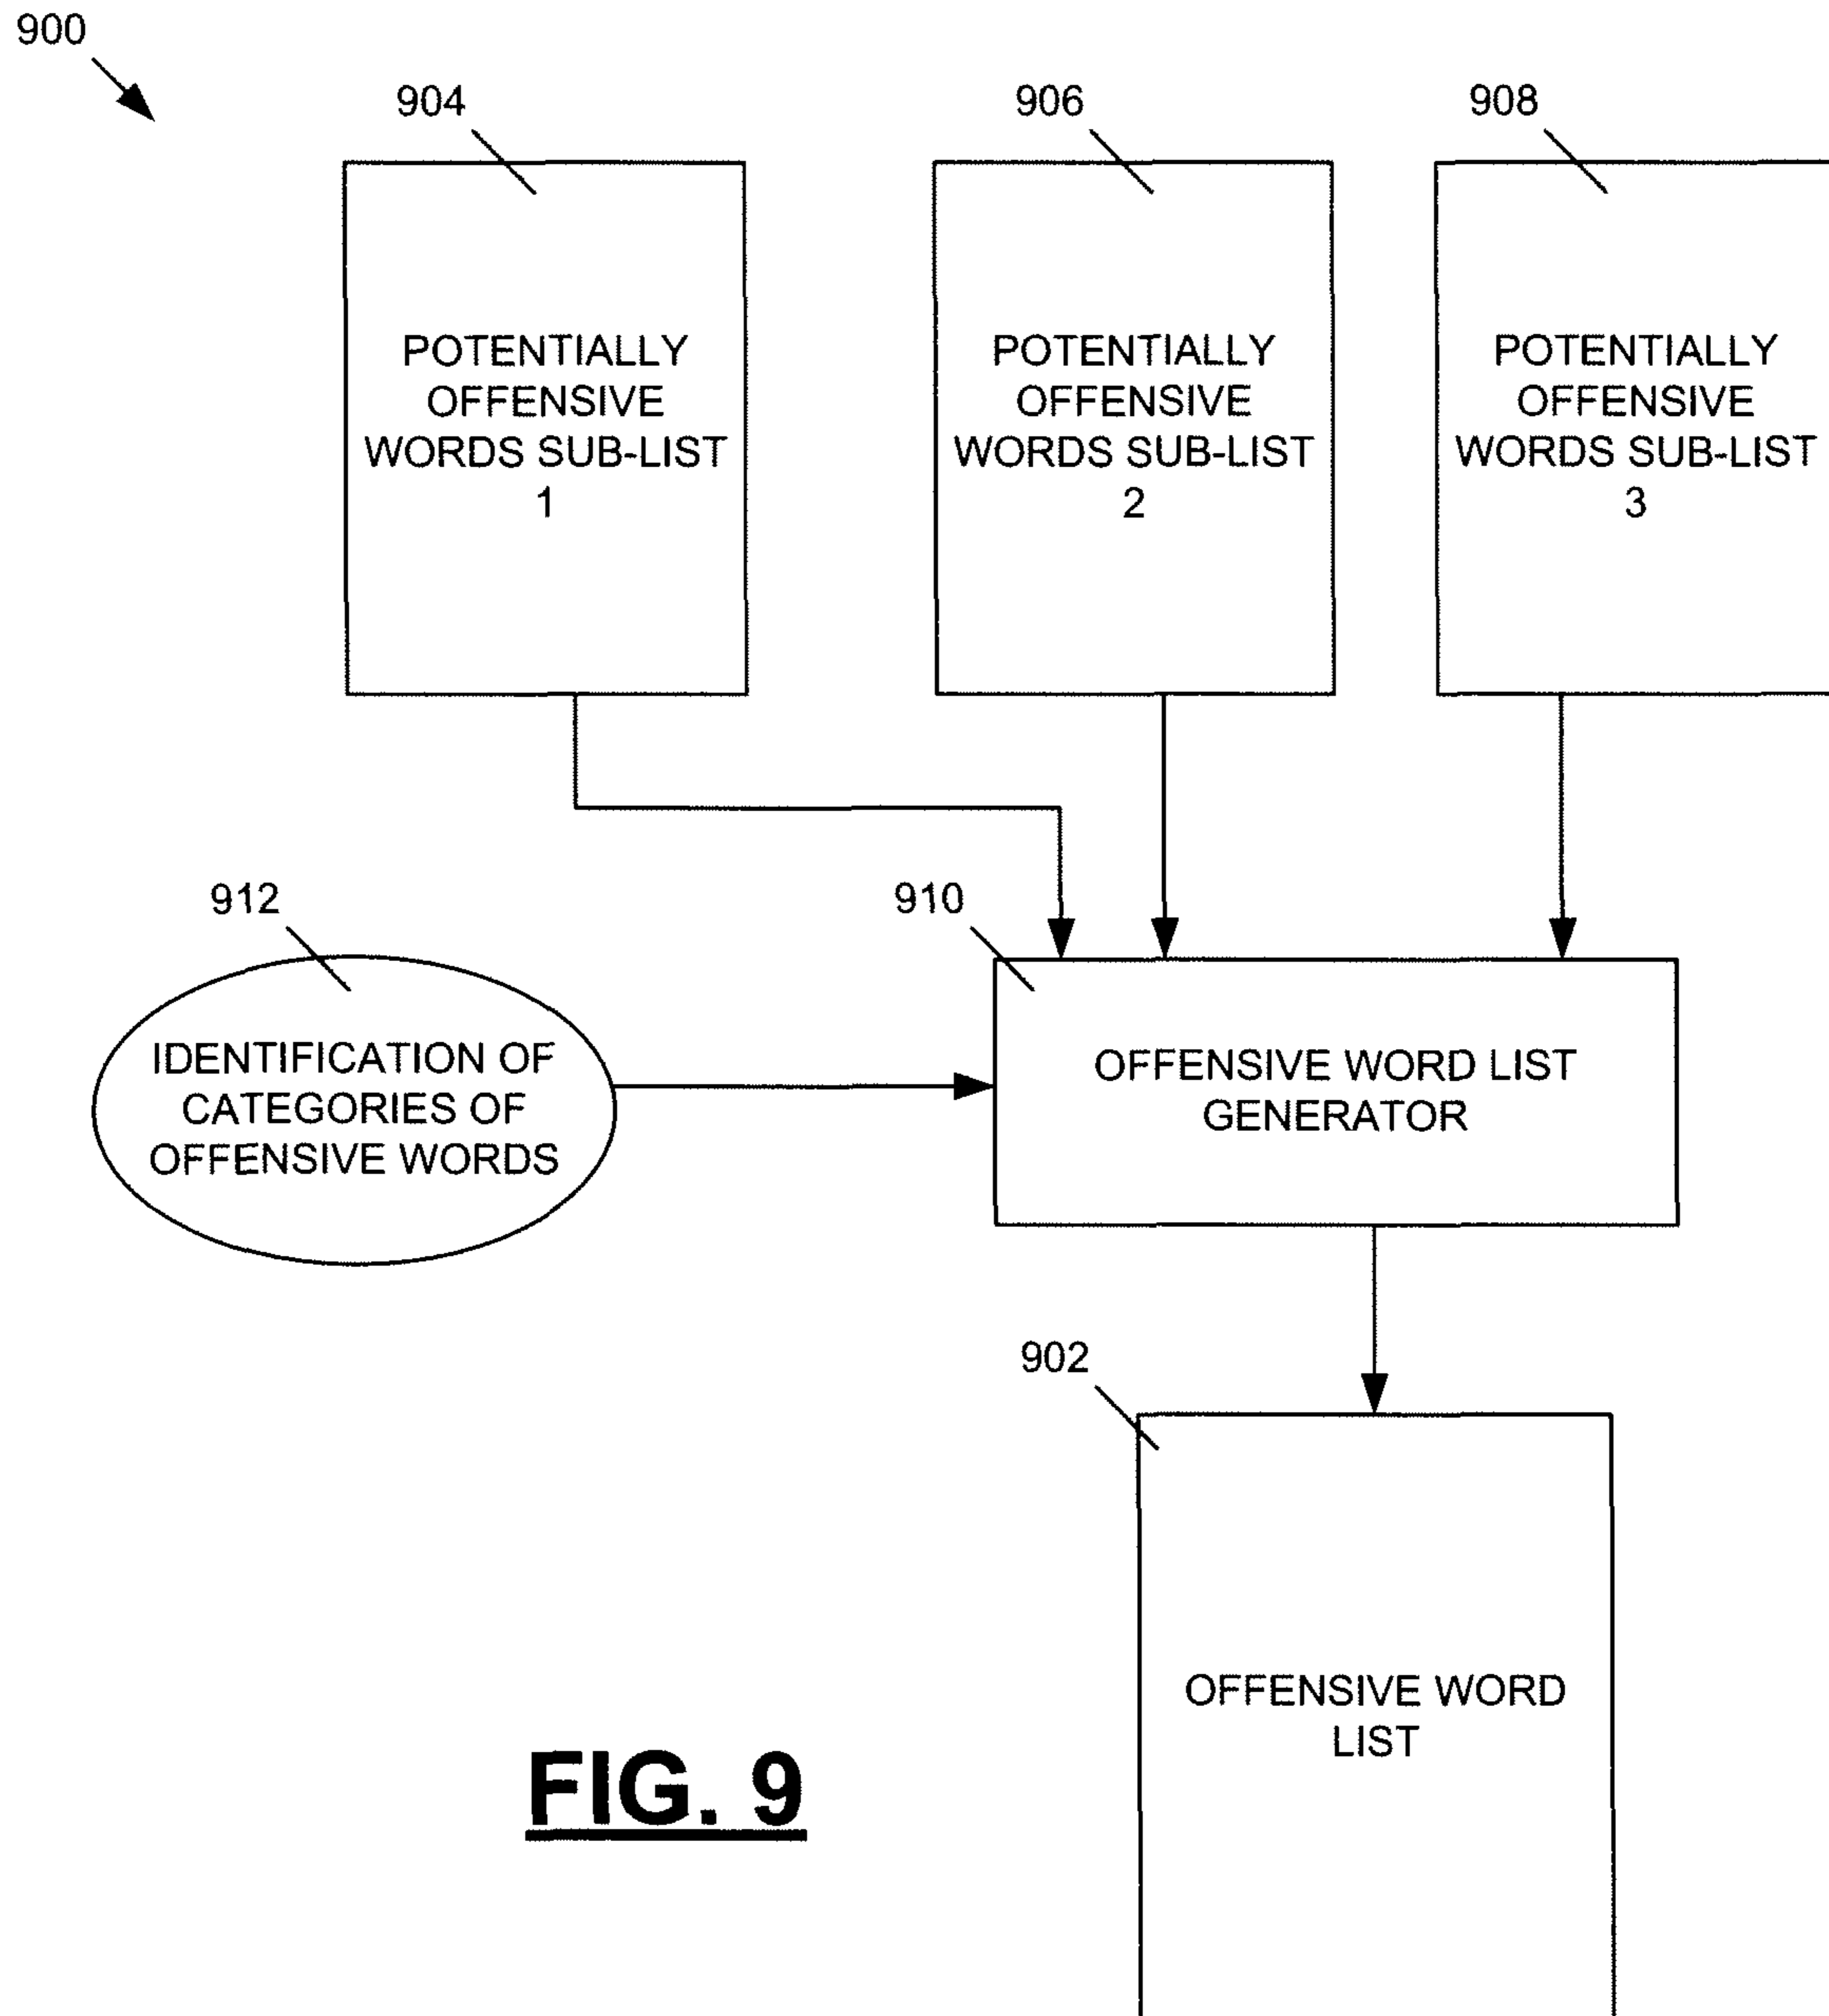 900
904
906
908
POTENTIALLY
OFFENSIVE
WORDS SUB-LIST
1
POTENTIALLY
OFFENSIVE
WORDS SUB-LIST
2
POTENTIALLY
OFFENSIVE
WORDS SUB-LIST
3
912
910
IDENTIFICATION OF
CATEGORIES OF
OFFENSIVE WORDS
OFFENSIVE WORD LIST
GENERATOR
902
OFFENSIVE WORD
LIST
FIG. 9